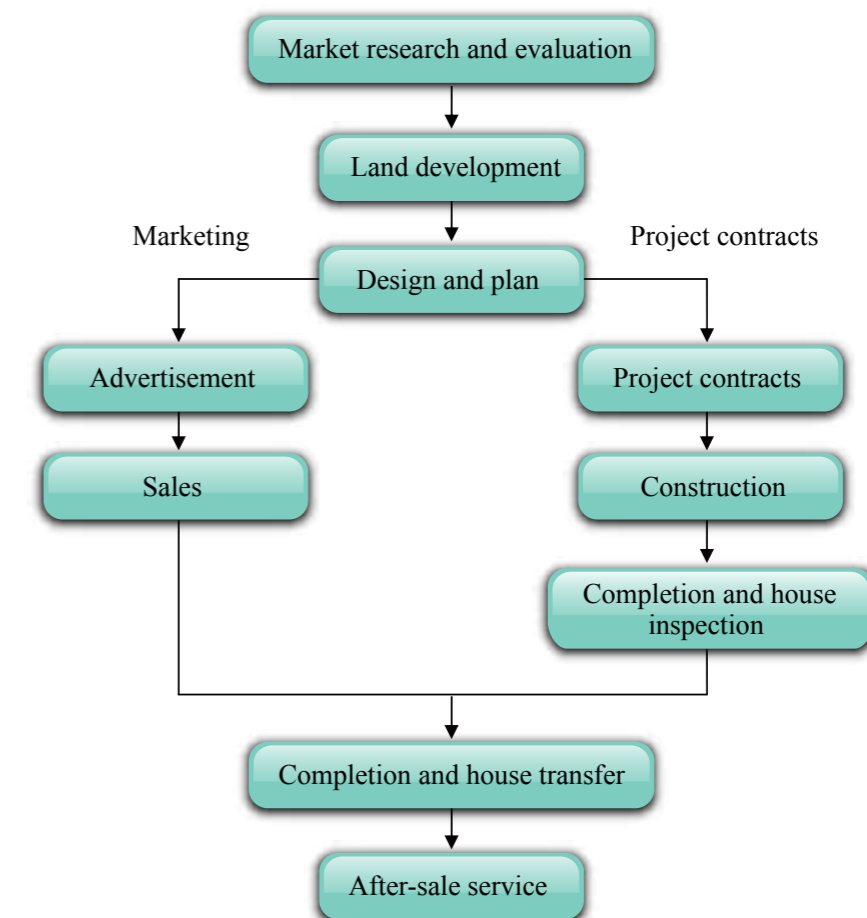 Market research and evaluation
Land development
Marketing
Project contracts
Design and plan
Advertisement
Project contracts
Sales
Construction
Completion and house
inspection
Completion and house transfer
After-sale service